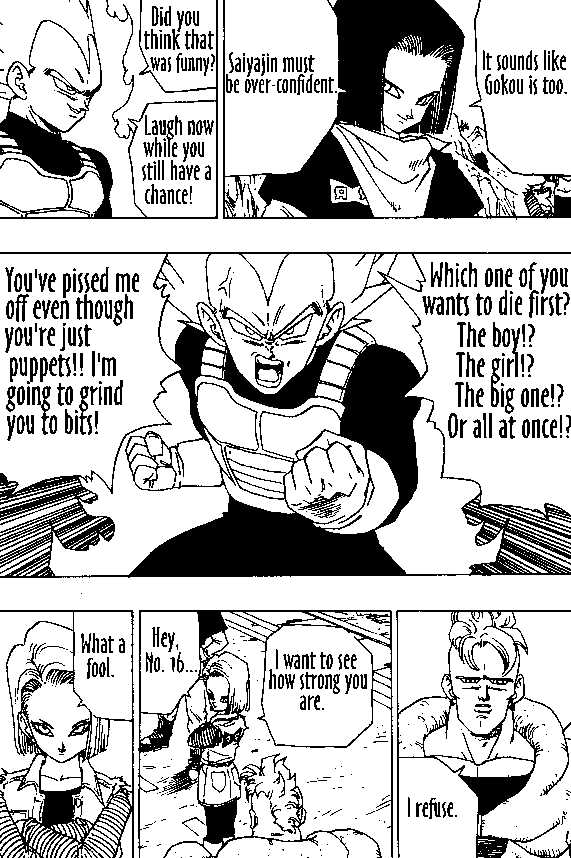 Did you
think that
was funny?
Laugh now
while you
still have a
chance!
Saiyajin must
be over-confident.
It sounds like
Gokou is too.
You've pissed me
off even though
you're just
puppets!! I'm
going to grind
you to bits!
Which one of you
wants to die first?
The boy!?
The girl!?
The big one!?
Or all at once!?
What a
fool.
Hey,
No. 16...
I want to see
how strong you
are.
I refuse.